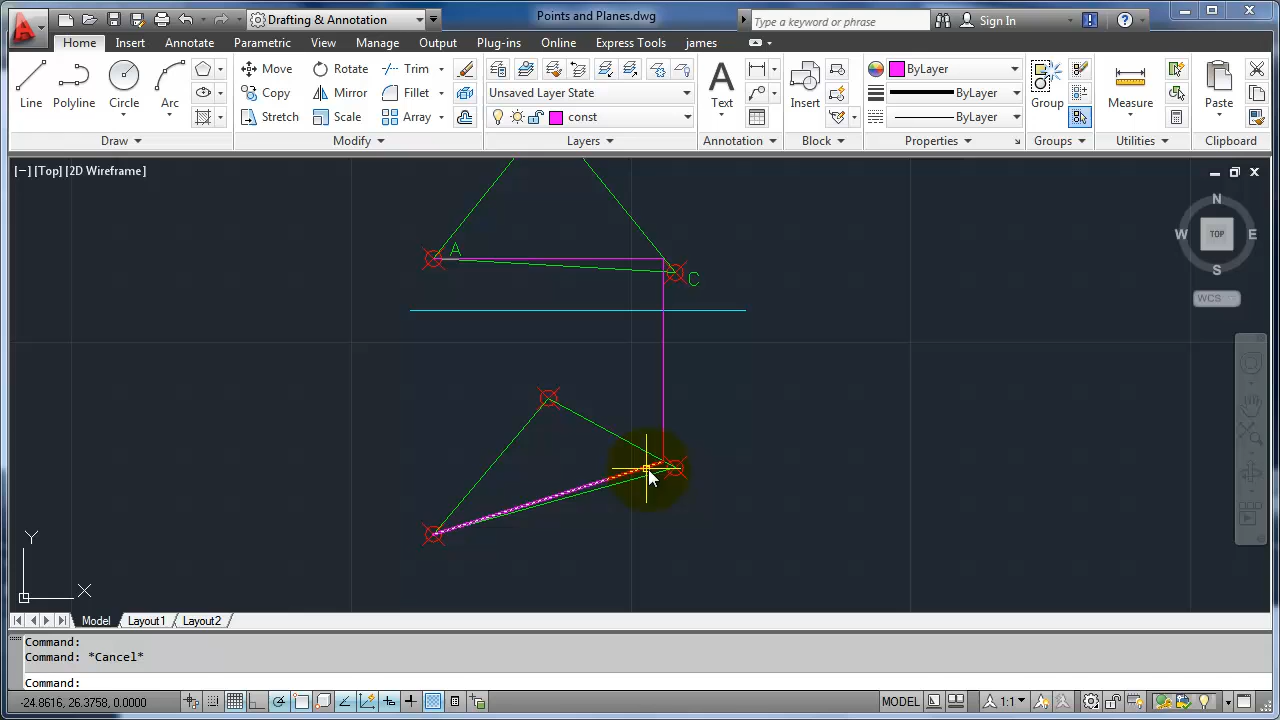 Drafting & Annotation
Points and Planes.dwg
Type a keyword or phrase
Sign In
Home Insert Annotate Parametric View Manage Output Plug-ins Online Express Tools james
Line Polyline Circle Arc
Move Rotate Trim
Copy Mirror Fillet
Stretch Scale Array
Unsaved Layer State
const
Text Insert
ByLayer
ByLayer
ByLayer
Group Measure Paste
Draw Modify Layers Annotation Block Properties Groups Utilities Clipboard
[−] [Top] [2D Wireframe]
N
W TOP E
S
WCS
A
C
Y
X
Model Layout1 Layout2
Command:
Command: *Cancel*
Command:
-24.8616, 26.3758, 0.0000
MODEL
1:1